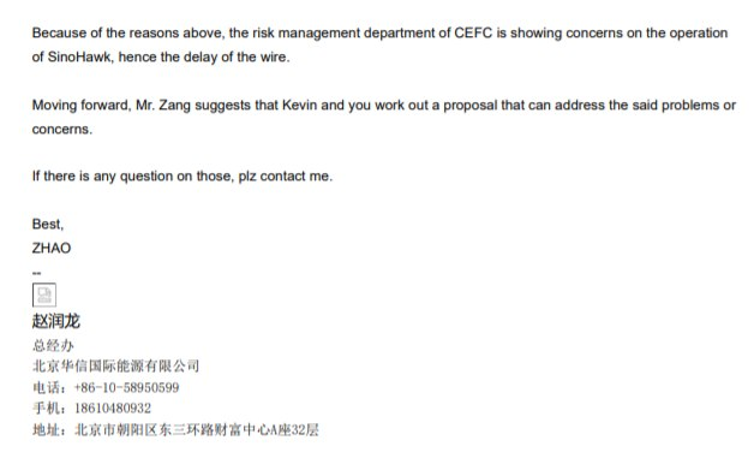 Because of the reasons above, the risk management department of CEFC is showing concerns on the operation
of SinoHawk, hence the delay of the wire.
Moving forward, Mr. Zang suggests that Kevin and you work out a proposal that can address the said problems or
concerns.
If there is any question on those, plz contact me.
Best,
ZHAO
--
赵润龙
总经办
北京华信国际能源有限公司
电话：+86-10-58950599
手机：18610480932
地址：北京市朝阳区东三环路财富中心A座32层